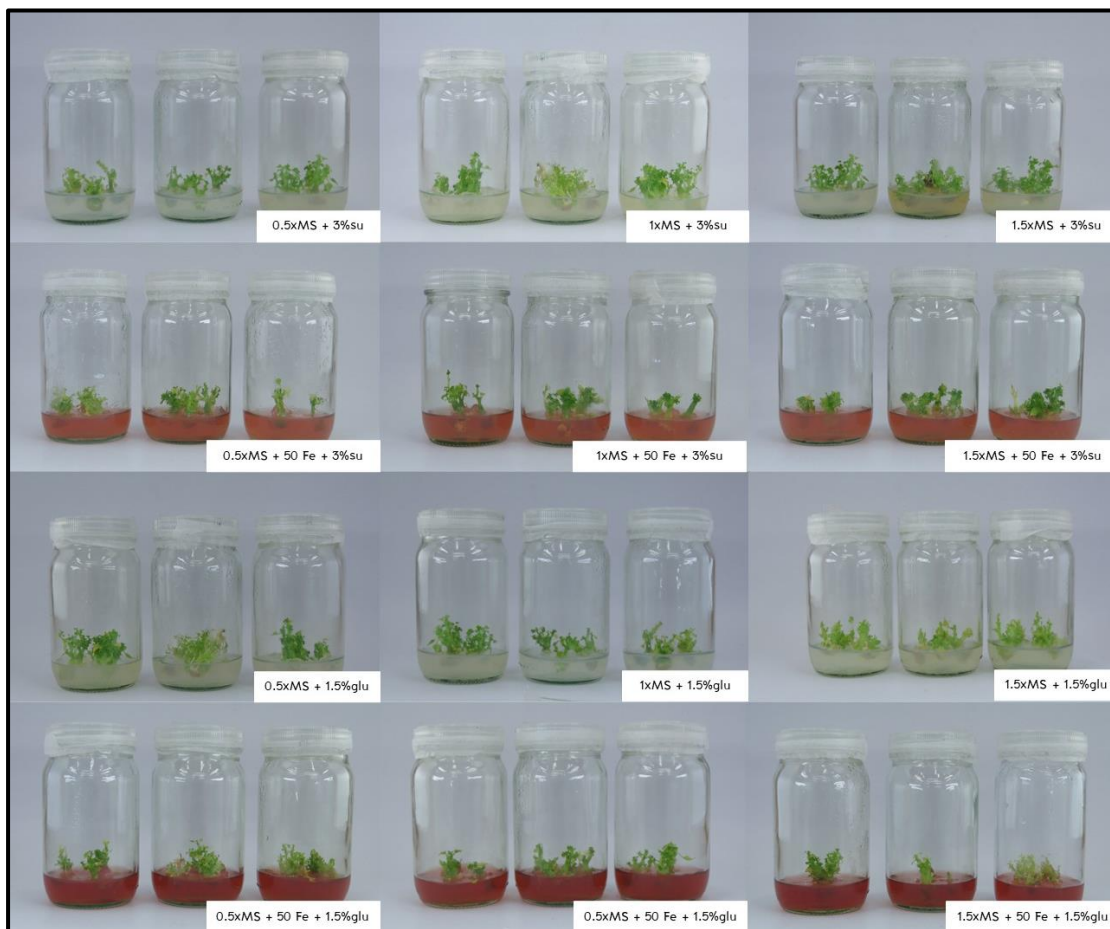 0.5xMS + 3%su
1xMS + 3%su
1.5xMS + 3%su
0.5xMS + 50 Fe + 3%su
1xMS + 50 Fe + 3%su
1.5xMS + 50 Fe + 3%su
0.5xMS + 1.5%glu
1xMS + 1.5%glu
1.5xMS + 1.5%glu
0.5xMS + 50 Fe + 1.5%glu
0.5xMS + 50 Fe + 1.5%glu
1.5xMS + 50 Fe + 1.5%glu